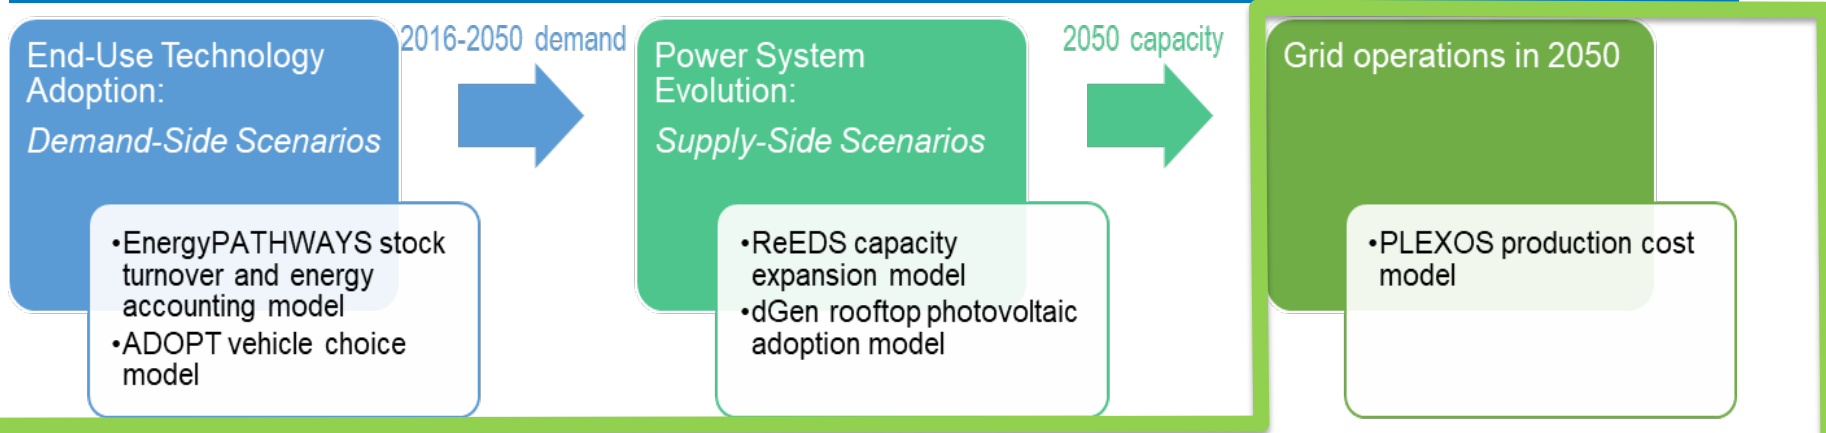 End-Use Technology
Adoption:
Demand-Side Scenarios
•EnergyPATHWAYS stock
turnover and energy
accounting model
•ADOPT vehicle choice
model
2016-2050 demand
Power System
Evolution:
Supply-Side Scenarios
•ReEDS capacity
expansion model
•dGen rooftop photovoltaic
adoption model
2050 capacity
Grid operations in 2050
•PLEXOS production cost
model